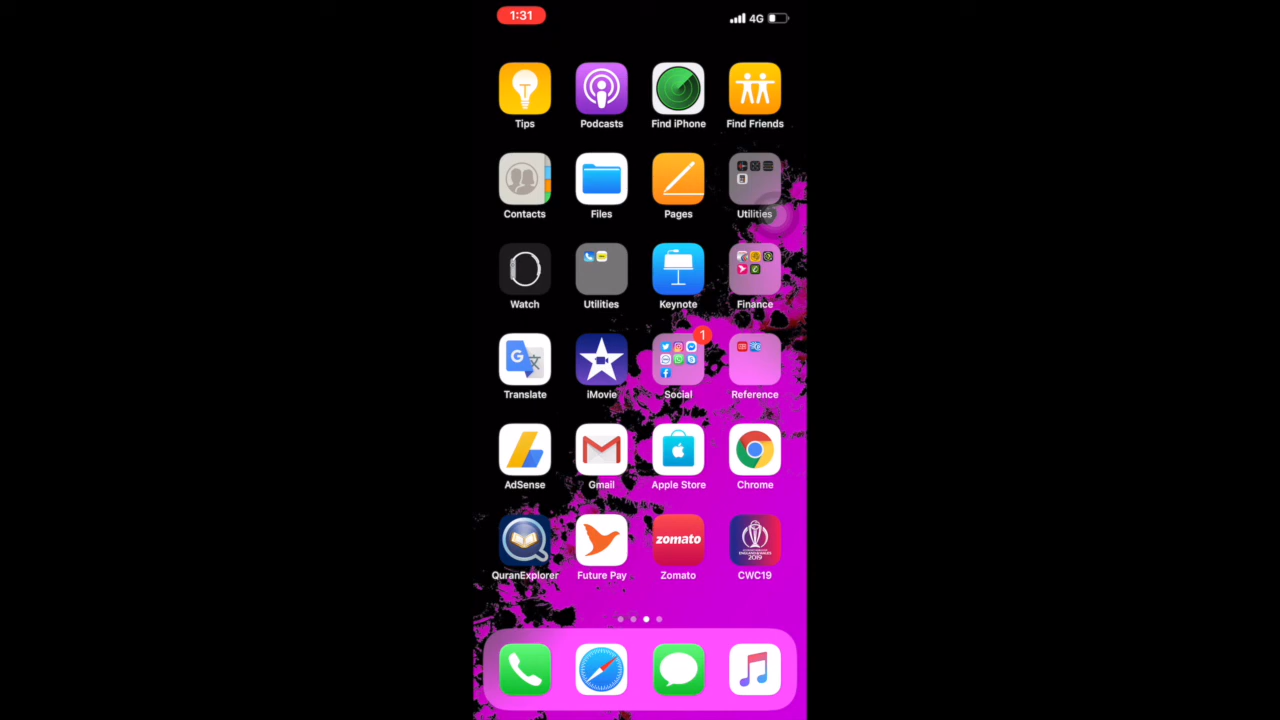 1:31
4G
Tips Podcasts Find iPhone Find Friends
Contacts Files Pages Utilities
Watch Utilities Keynote Finance
1
Translate iMovie Social Reference
AdSense Gmail Apple Store Chrome
zomato
2019
QuranExplorer Future Pay Zomato CWC19